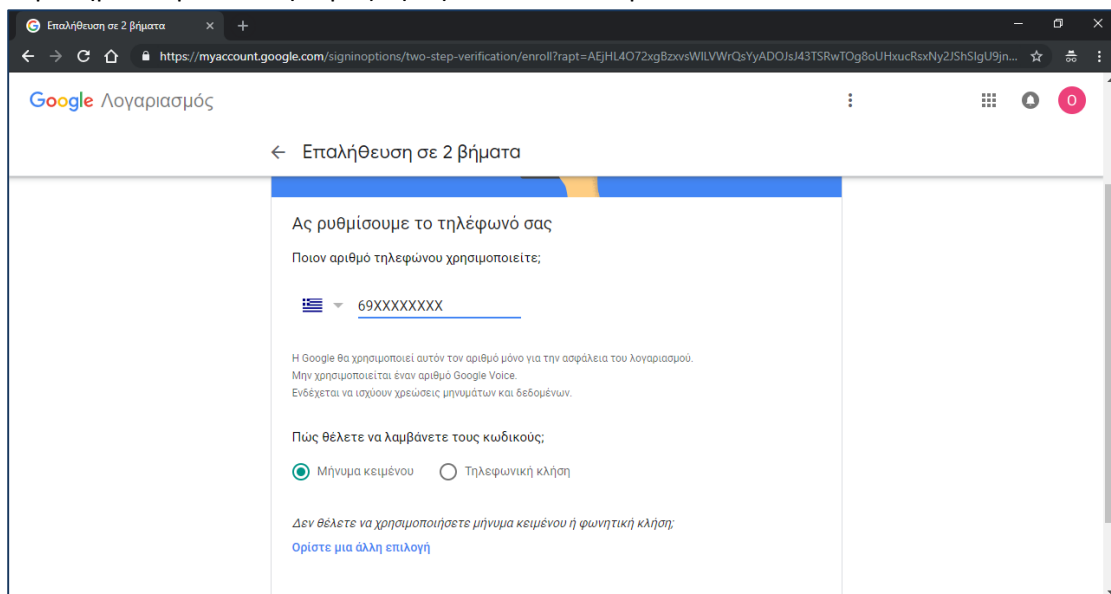 Επαλήθευση σε 2 βήματα
https://myaccount.google.com/signinoptions/two-step-verification/enroll?rapt=AEjHL4O72xgBzxvsWILVWrQsYyADOJsJ43TSRwTOg8oUHxucRsxNy2JShSIgU9jn...
Google Λογαριασμός
O
Επαλήθευση σε 2 βήματα
Ας ρυθμίσουμε το τηλέφωνό σας
Ποιον αριθμό τηλεφώνου χρησιμοποιείτε;
69XXXXXXXX
Η Google θα χρησιμοποιεί αυτόν τον αριθμό μόνο για την ασφάλεια του λογαριασμού.
Μην χρησιμοποιείται έναν αριθμό Google Voice.
Ενδέχεται να ισχύουν χρεώσεις μηνυμάτων και δεδομένων.
Πώς θέλετε να λαμβάνετε τους κωδικούς;
Μήνυμα κειμένου Τηλεφωνική κλήση
Δεν θέλετε να χρησιμοποιήσετε μήνυμα κειμένου ή φωνητική κλήση;
Ορίστε μια άλλη επιλογή